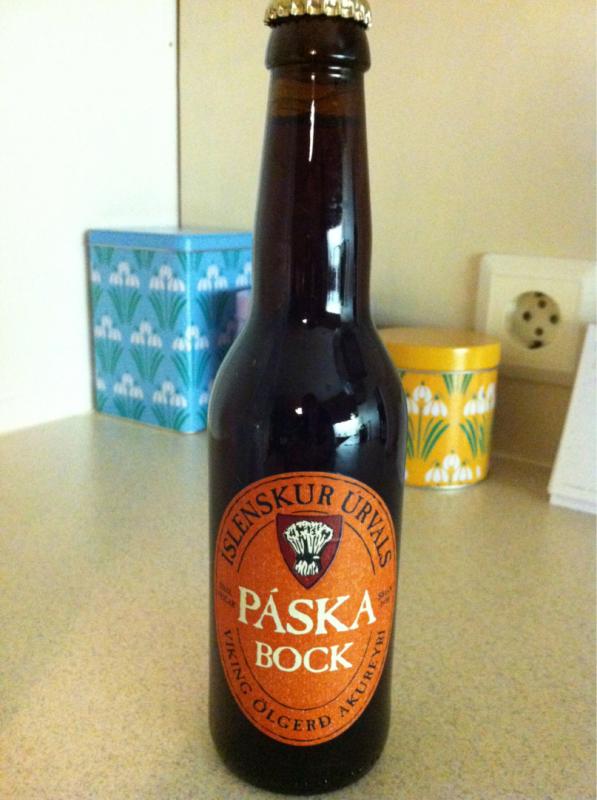 ÍSLENSKUR ÚRVALS
PÁSKA
BOCK
VIKING ÖLGERÐ AKUREYRI